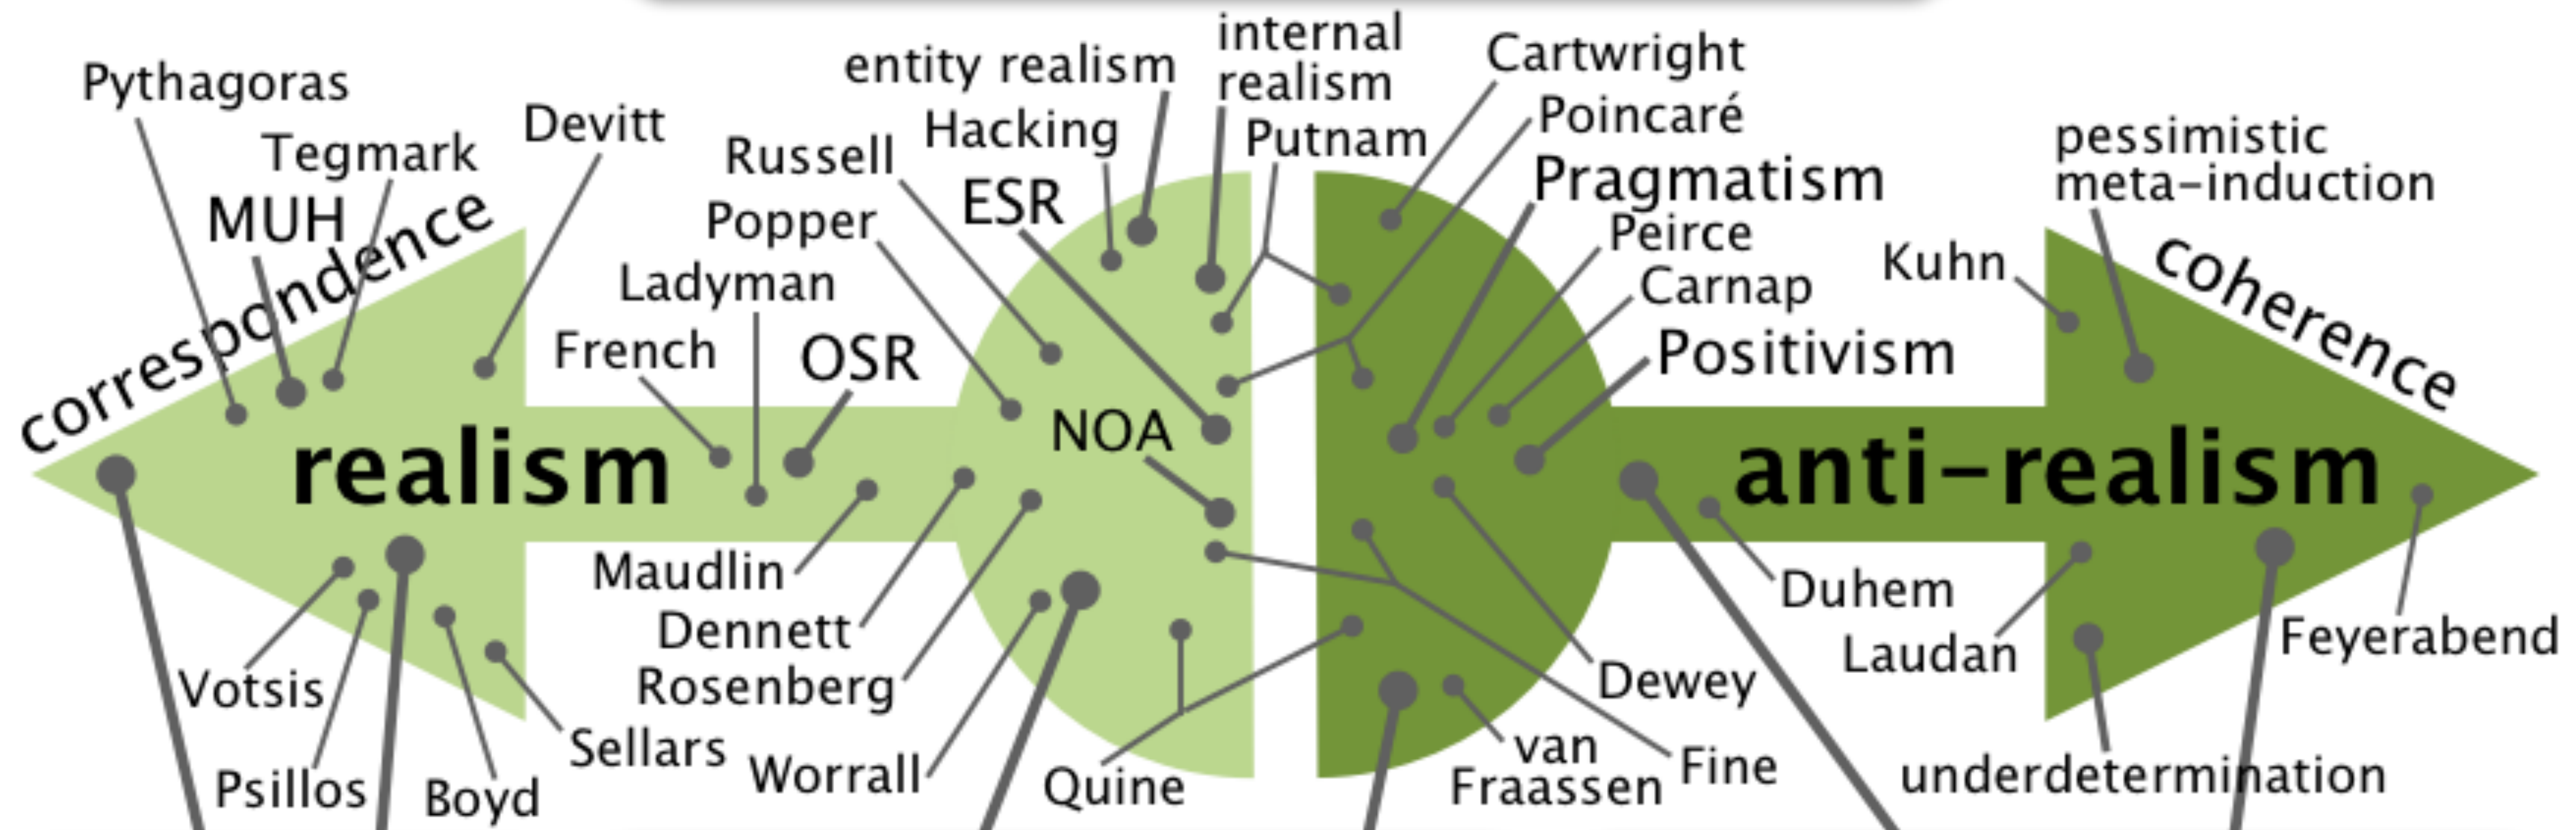 internal
realism
Cartwright
entity realism
Pythagoras
Hacking
Putnam
Poincaré
Devitt
Tegmark
Russell
pessimistic
meta-induction
MUH
ESR
Pragmatism
Popper
Peirce
correspondence
Ladyman
Carnap
Kuhn
coherence
French
OSR
Positivism
NOA
realism
anti-realism
Maudlin
Duhem
Dennett
Feyerabend
Votsis
Rosenberg
Dewey
Laudan
Sellars
van
Fraassen
Fine
Psillos
Boyd
Worrall
Quine
underdetermination